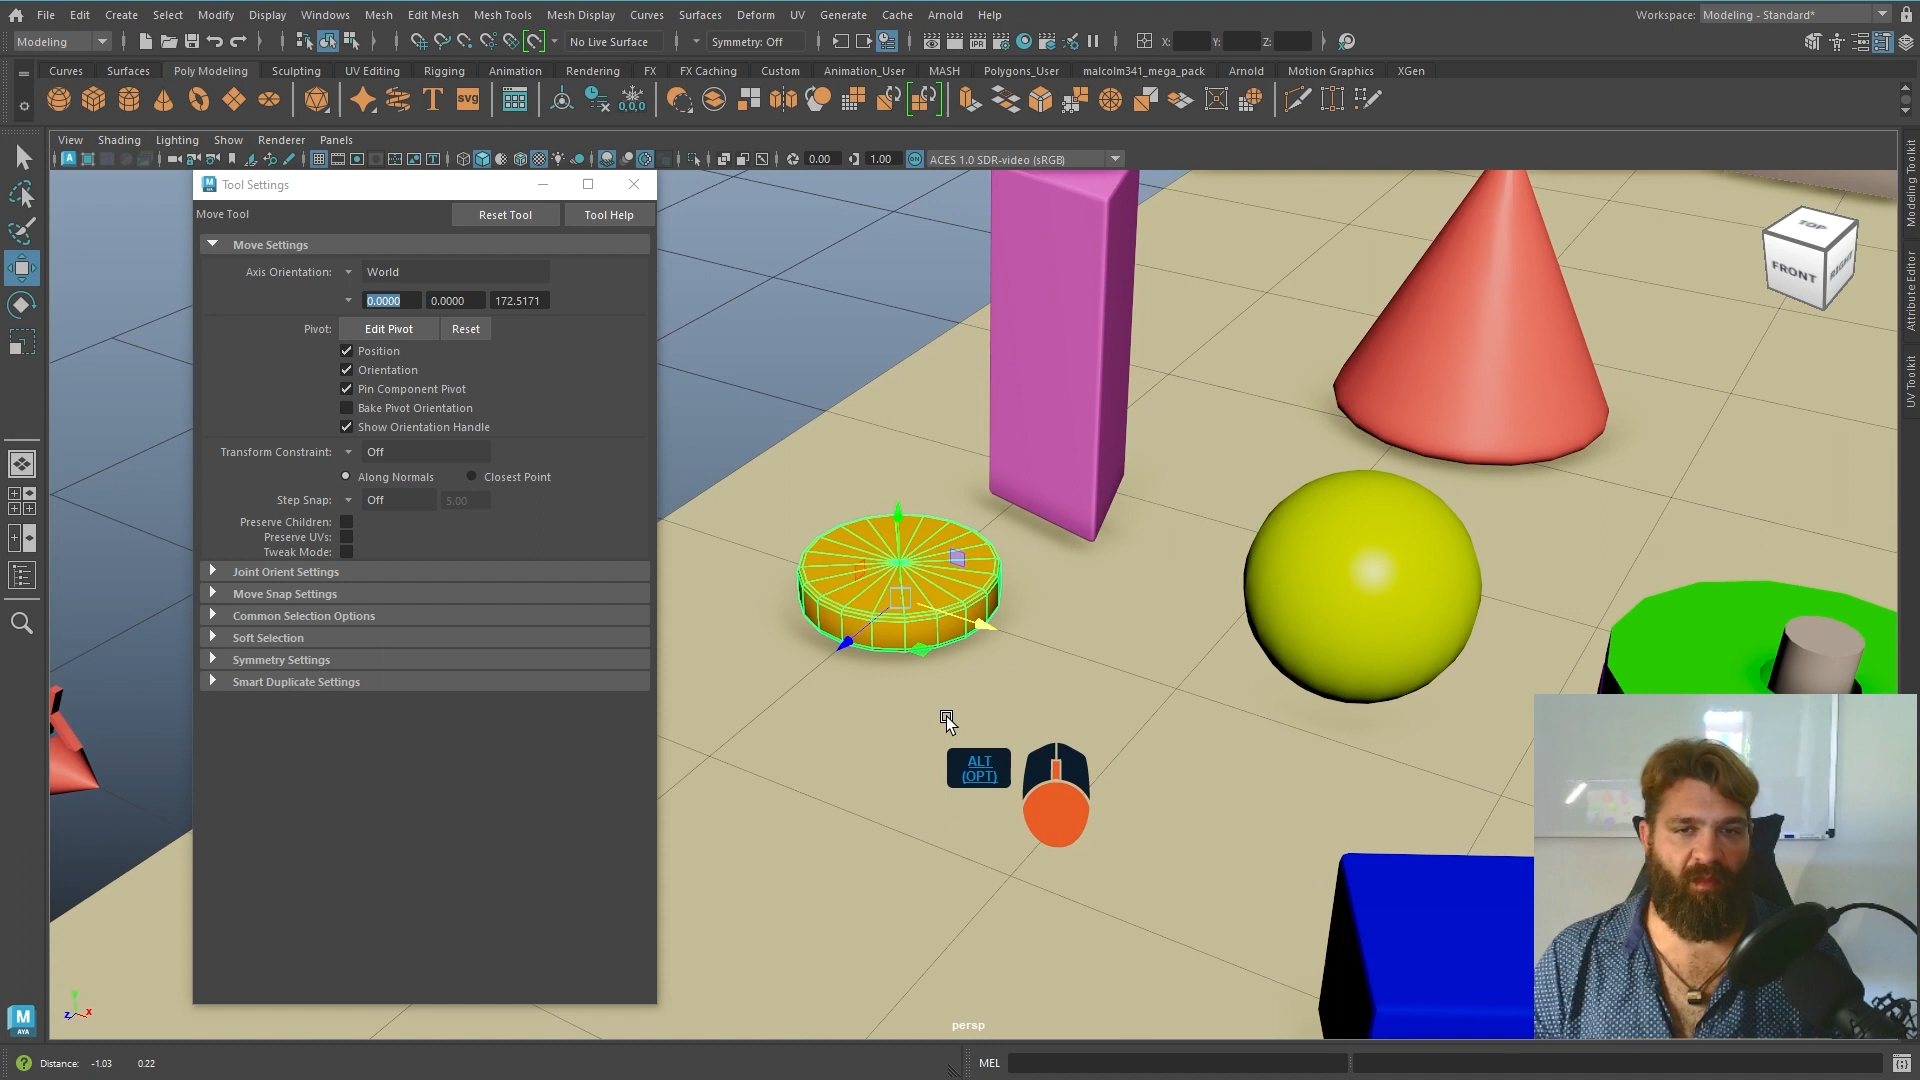 File Edit Create Select Modify Display Windows Mesh Edit Mesh Mesh Tools Mesh Display Curves Surfaces Deform UV Generate Cache Arnold Help Workspace: Modeling - Standard*
Modeling No Live Surface Symmetry: Off X: Y: Z:
Curves Surfaces Poly Modeling Sculpting UV Editing Rigging Animation Rendering FX FX Caching Custom Animation_User MASH Polygons_User malcolm341_mega_pack Arnold Motion Graphics XGen
T SVG 0,0,0
View Shading Lighting Show Renderer Panels
0.00 1.00 ACES 1.0 SDR-video (sRGB)
Tool Settings
Move Tool Reset Tool Tool Help
Move Settings
Axis Orientation: World
0.0000 0.0000 172.5171
Pivot: Edit Pivot Reset
Position
Orientation
Pin Component Pivot
Bake Pivot Orientation
Show Orientation Handle
Transform Constraint: Off
Along Normals Closest Point
Step Snap: Off 5.00
Preserve Children:
Preserve UVs:
Tweak Mode:
Joint Orient Settings
Move Snap Settings
Common Selection Options
Soft Selection
Symmetry Settings
Smart Duplicate Settings
TOP
FRONT RIGHT
Modeling Toolkit
Attribute Editor
UV Toolkit
ALT
(OPT)
persp
y
z x
M
AYA
Distance: -1.03 0.22 MEL